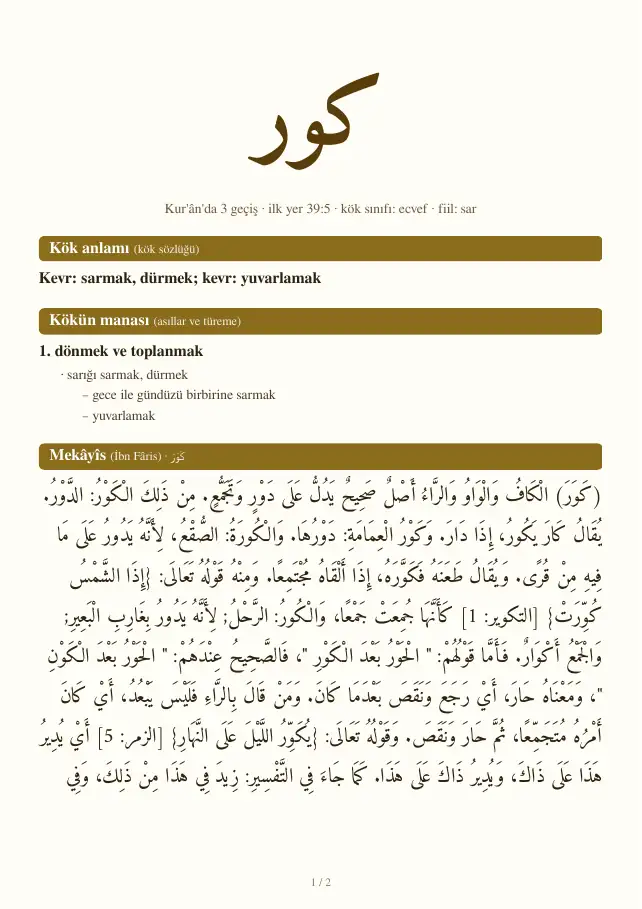 كور
Kur'ân'da 3 geçiş · ilk yer 39:5 · kök sınıfı: ecvef · fiil: sar
Kök anlamı (kök sözlüğü)
Kevr: sarmak, dürmek; kevr: yuvarlamak
Kökün manası (asıllar ve türeme)
1. dönmek ve toplanmak
· sarığı sarmak, dürmek
– gece ile gündüzü birbirine sarmak
– yuvarlamak
Mekâyîs (İbn Fâris) · كَوَرَ
(كَوَرَ) الْكَافُ وَالْوَاوُ وَالرَّاءُ أَصْلٌ صَحِيحٌ يَدُلُّ عَلَى دَوْرٍ وَتَجَمُّعٍ. مِنْ ذَلِكَ الْكَوْرُ: الدَّوْرُ.
يُقَالُ كَارَ يَكُورُ، إِذَا دَارَ. وَكَوْرُ الْعِمَامَةِ: دَوْرُهَا. وَالْكُورَةُ: الصُّقْعُ، لِأَنَّهُ يَدُورُ عَلَى مَا
فِيهِ مِنْ قُرًى. وَيُقَالُ طَعَنَهُ فَكَوَّرَهُ، إِذَا أَلْقَاهُ مُجْتَمِعًا. وَمِنْهُ قَوْلُهُ تَعَالَى: {إِذَا الشَّمْسُ
كُوِّرَتْ} [التكوير: 1] كَأَنَّهَا جُمِعَتْ جَمْعًا، وَالْكُورُ: الرَّحْلُ; لِأَنَّهُ يَدُورُ بِغَارِبِ الْبَعِيرِ;
وَالْجَمْعُ أَكْوَارٌ. فَأَمَّا قَوْلُهُمْ: " الْحَوْرُ بَعْدَ الْكَوْرِ "، فَالصَّحِيحُ عِنْدَهُمْ: " الْحَوْرُ بَعْدَ الْكَوْنِ
"، وَمَعْنَاهُ حَارَ، أَيْ رَجَعَ وَنَقَصَ بَعْدَمَا كَانَ. وَمَنْ قَالَ بِالرَّاءِ فَلَيْسَ يَبْعُدُ، أَيْ كَانَ
أَمْرُهُ مُتَجَمِّعًا، ثُمَّ حَارَ وَنَقَصَ. وَقَوْلُهُ تَعَالَى: {يُكَوِّرُ اللَّيْلَ عَلَى النَّهَارِ} [الزمر: 5] أَيْ يُدِيرُ
هَذَا عَلَى ذَاكَ، وَيُدِيرُ ذَاكَ عَلَى هَذَا. كَمَا جَاءَ فِي التَّفْسِيرِ: زِيدَ فِي هَذَا مِنْ ذَلِكَ، وَفِي
1 / 2